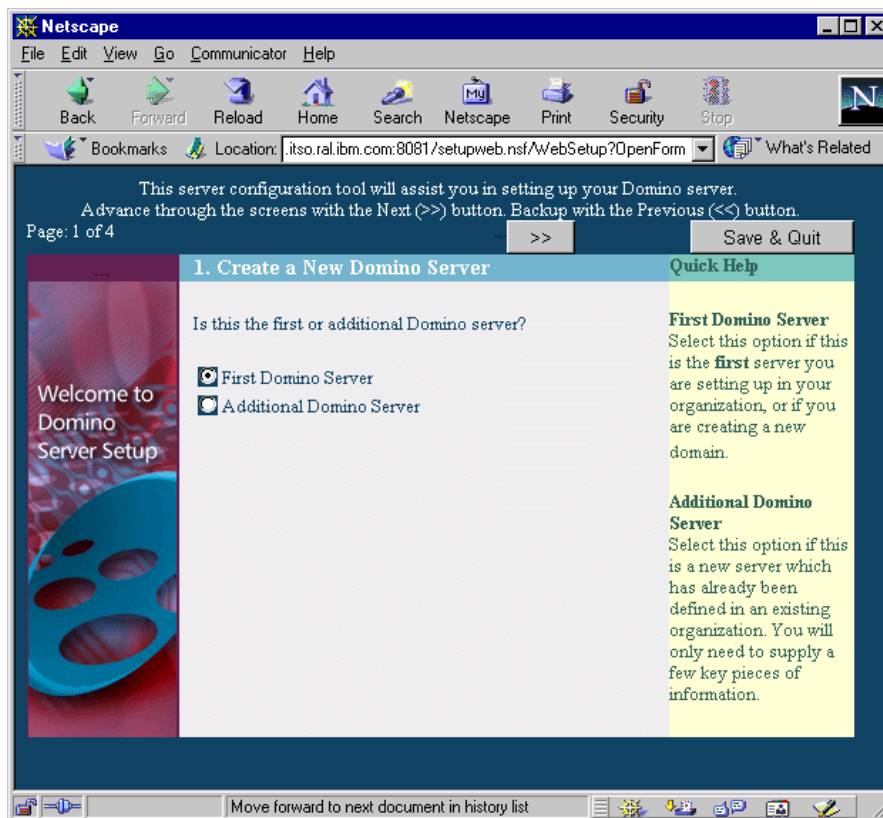 Netscape
File Edit View Go Communicator Help
Back Forward Reload Home Search Netscape Print Security Stop
My
N
Bookmarks Location: .itso.ral.ibm.com:8081/setupweb.nsf/WebSetup?OpenForm What's Related
This server configuration tool will assist you in setting up your Domino server.
Advance through the screens with the Next (>>) button. Backup with the Previous (<<) button.
Page: 1 of 4
... >> Save & Quit
...
1. Create a New Domino Server
Is this the first or additional Domino server?
First Domino Server
Additional Domino Server
Welcome to
Domino
Server Setup
Quick Help
First Domino Server
Select this option if this
is the first server you
are setting up in your
organization, or if you
are creating a new
domain.
Additional Domino
Server
Select this option if this
is a new server which
has already been
defined in an existing
organization. You will
only need to supply a
few key pieces of
information.
Move forward to next document in history list